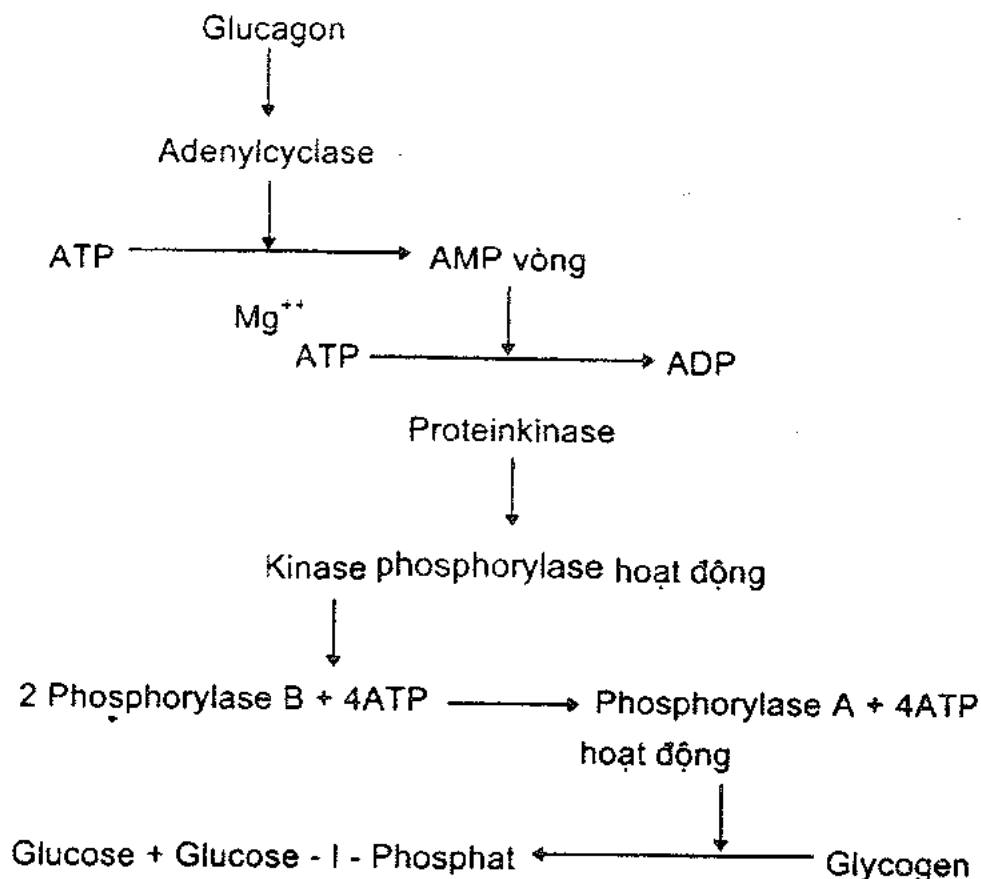 Glucagon
Adenylcyclase
ATP AMP vòng
Mg++
ATP ADP
Proteinkinase
Kinase phosphorylase hoạt động
2 Phosphorylase B + 4ATP Phosphorylase A + 4ATP
hoạt động
Glucose + Glucose - I - Phosphat Glycogen